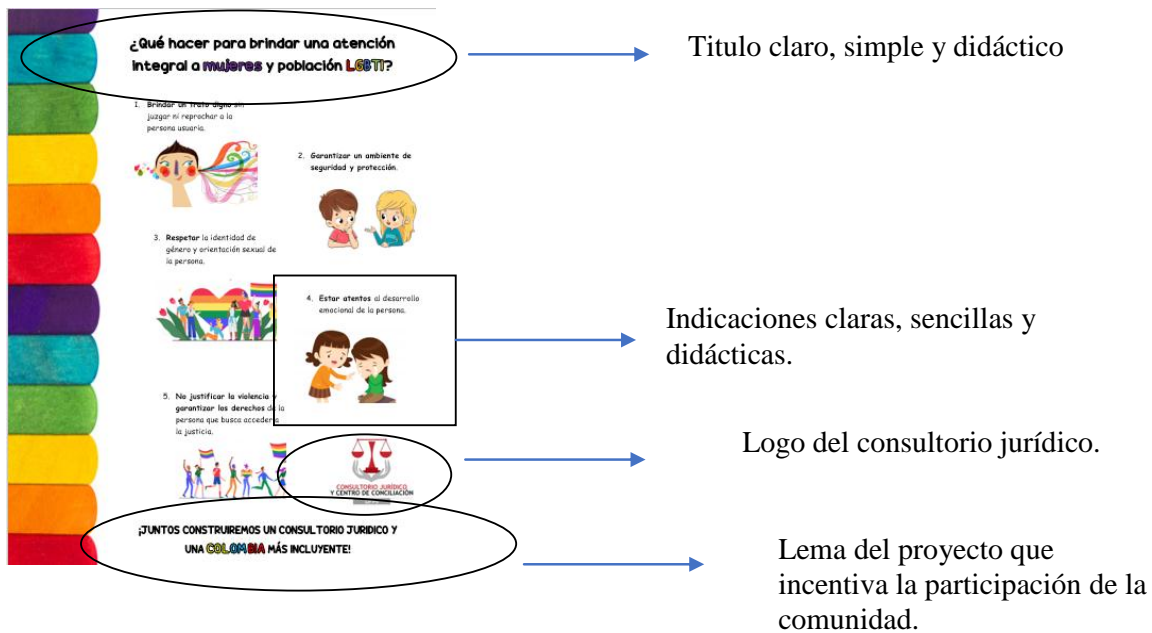 ¿Qué hacer para brindar una atención
integral a mujeres y población LGBTI?
Titulo claro, simple y didáctico
1. Brindar un trato digno sin
juzgar ni reprochar a la
persona usuaria.
2. Garantizar un ambiente de
seguridad y protección.
3. Respetar la identidad de
género y orientación sexual de
la persona.
4. Estar atentos al desarrollo
emocional de la persona.
Indicaciones claras, sencillas y
didácticas.
5. No justificar la violencia y
garantizar los derechos de la
persona que busca acceder a
la justicia.
CONSULTORIO JURÍDICO
Y CENTRO DE CONCILIACIÓN
Logo del consultorio jurídico.
¡JUNTOS CONSTRUIREMOS UN CONSULTORIO JURIDICO Y
UNA COLOMBIA MÁS INCLUYENTE!
Lema del proyecto que
incentiva la participación de la
comunidad.